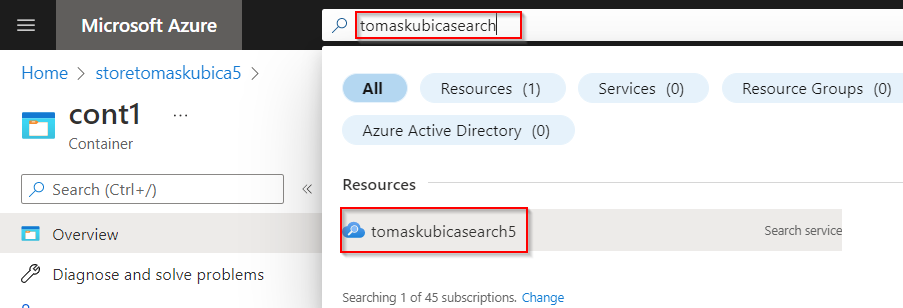 Microsoft Azure
tomaskubicasearch
Home > storetomaskubica5 >
cont1 ...
Container
Search (Ctrl+/)
«
Overview
Diagnose and solve problems
All
Resources (1)
Services (0)
Resource Groups (0)
Azure Active Directory (0)
Resources
tomaskubicasearch5
Search service
Searching 1 of 45 subscriptions. Change